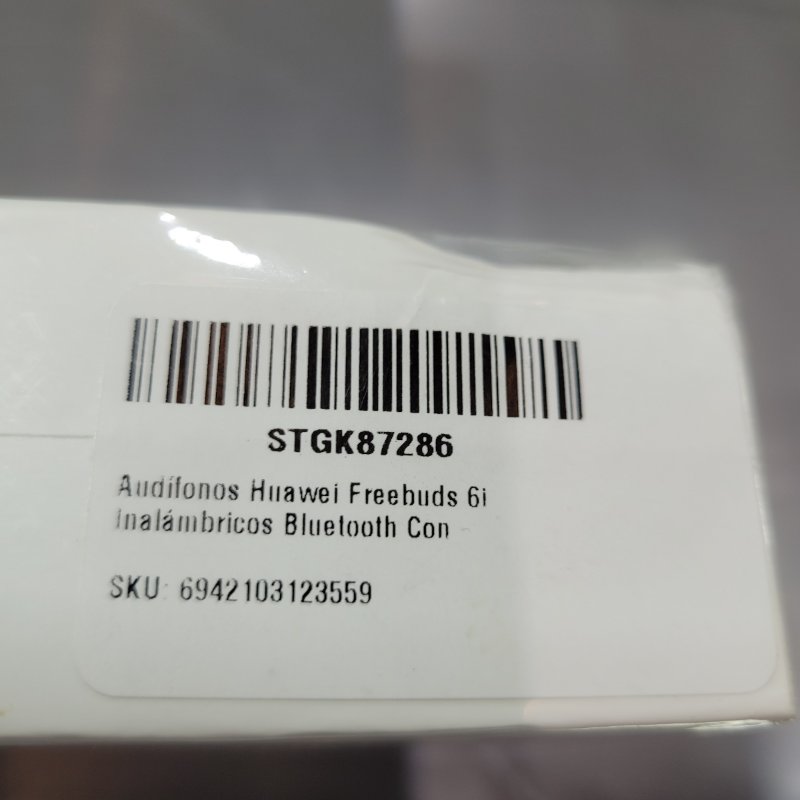 STGK87286
Audífonos Huawei Freebuds 6i
Inalámbricos Bluetooth Con
SKU: 6942103123559